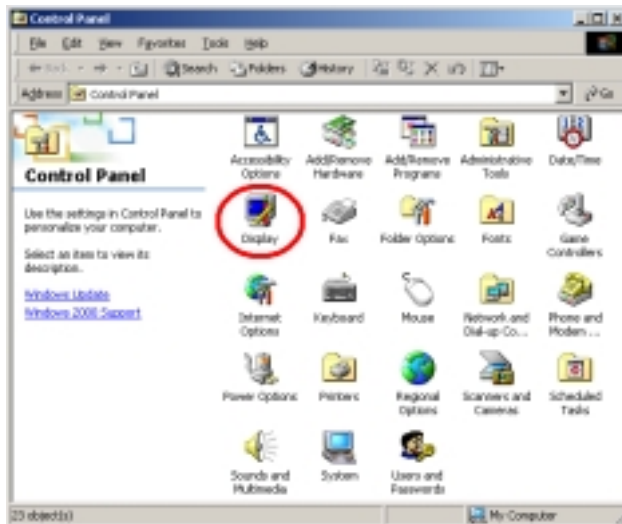 Control Panel
File Edit View Favorites Tools Help
Back Search Folders History
Address Control Panel Go
Control Panel
Use the settings in Control Panel to
personalize your computer.
Select an item to view its
description.
Windows Update
Windows 2000 Support
Accessibility
Options
Add/Remove
Hardware
Add/Remove
Programs
Administrative
Tools
Date/Time
Display
Fax
Folder Options
Fonts
Game
Controllers
Internet
Options
Keyboard
Mouse
Network and
Dial-up Co...
Phone and
Modem ...
Power Options
Printers
Regional
Options
Scanners and
Cameras
Scheduled
Tasks
Sounds and
Multimedia
System
Users and
Passwords
23 object(s) My Computer